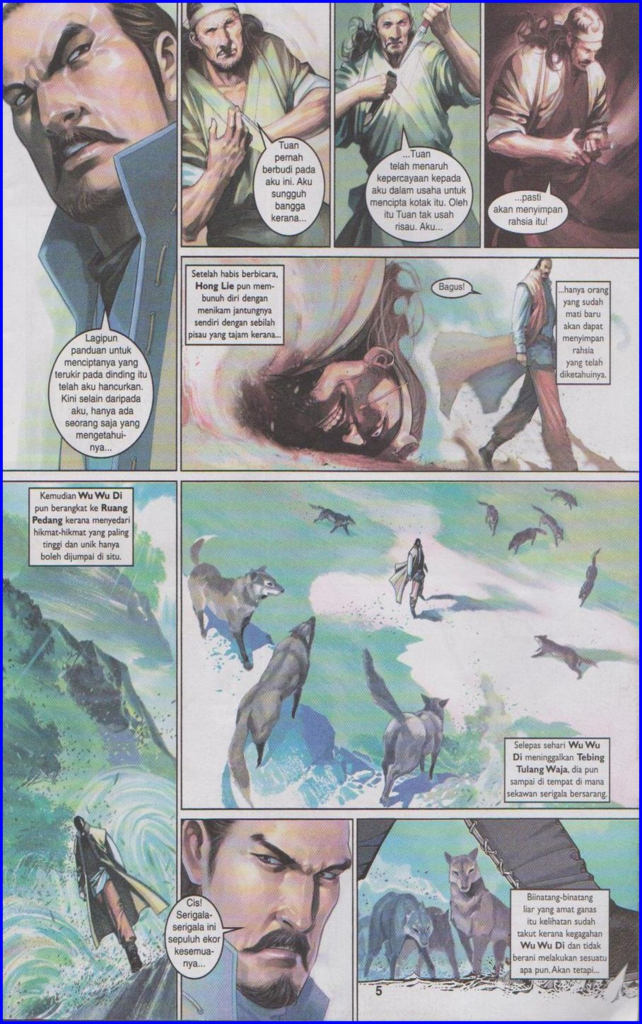 Lagipun
panduan untuk
menciptanya yang
terukir pada dinding itu
telah aku hancurkan.
Kini selain daripada
aku, hanya ada
seorang saja yang
mengetahui-
nya...
Tuan
pernah
berbudi pada
aku ini. Aku
sungguh
bangga
kerana...
...Tuan
telah menaruh
kepercayaan kepada
aku dalam usaha untuk
mencipta kotak itu. Oleh
itu Tuan tak usah
risau. Aku...
...pasti
akan menyimpan
rahsia itu!
Setelah habis berbicara,
Hong Lie pun mem-
bunuh diri dengan
menikam jantungnya
sendiri dengan sebilah
pisau yang tajam kerana...
Bagus!
...hanya orang
yang sudah
mati baru
akan dapat
menyimpan
rahsia
yang telah
diketahuinya.
Kemudian Wu Wu Di
pun berangkat ke Ruang
Pedang kerana menyedari
hikmat-hikmat yang paling
tinggi dan unik hanya
boleh dijumpai di situ.
Selepas sehari Wu Wu
Di meninggalkan Tebing
Tulang Waja, dia pun
sampai di tempat di mana
sekawan serigala bersarang.
Cis!
Serigala-
serigala ini
sepuluh ekor
kesemua-
nya...
Biinatang-binatang
liar yang amat ganas
itu kelihatan sudah
takut kerana kegagahan
Wu Wu Di dan tidak
berani melakukan sesuatu
apa pun. Akan tetapi...
5